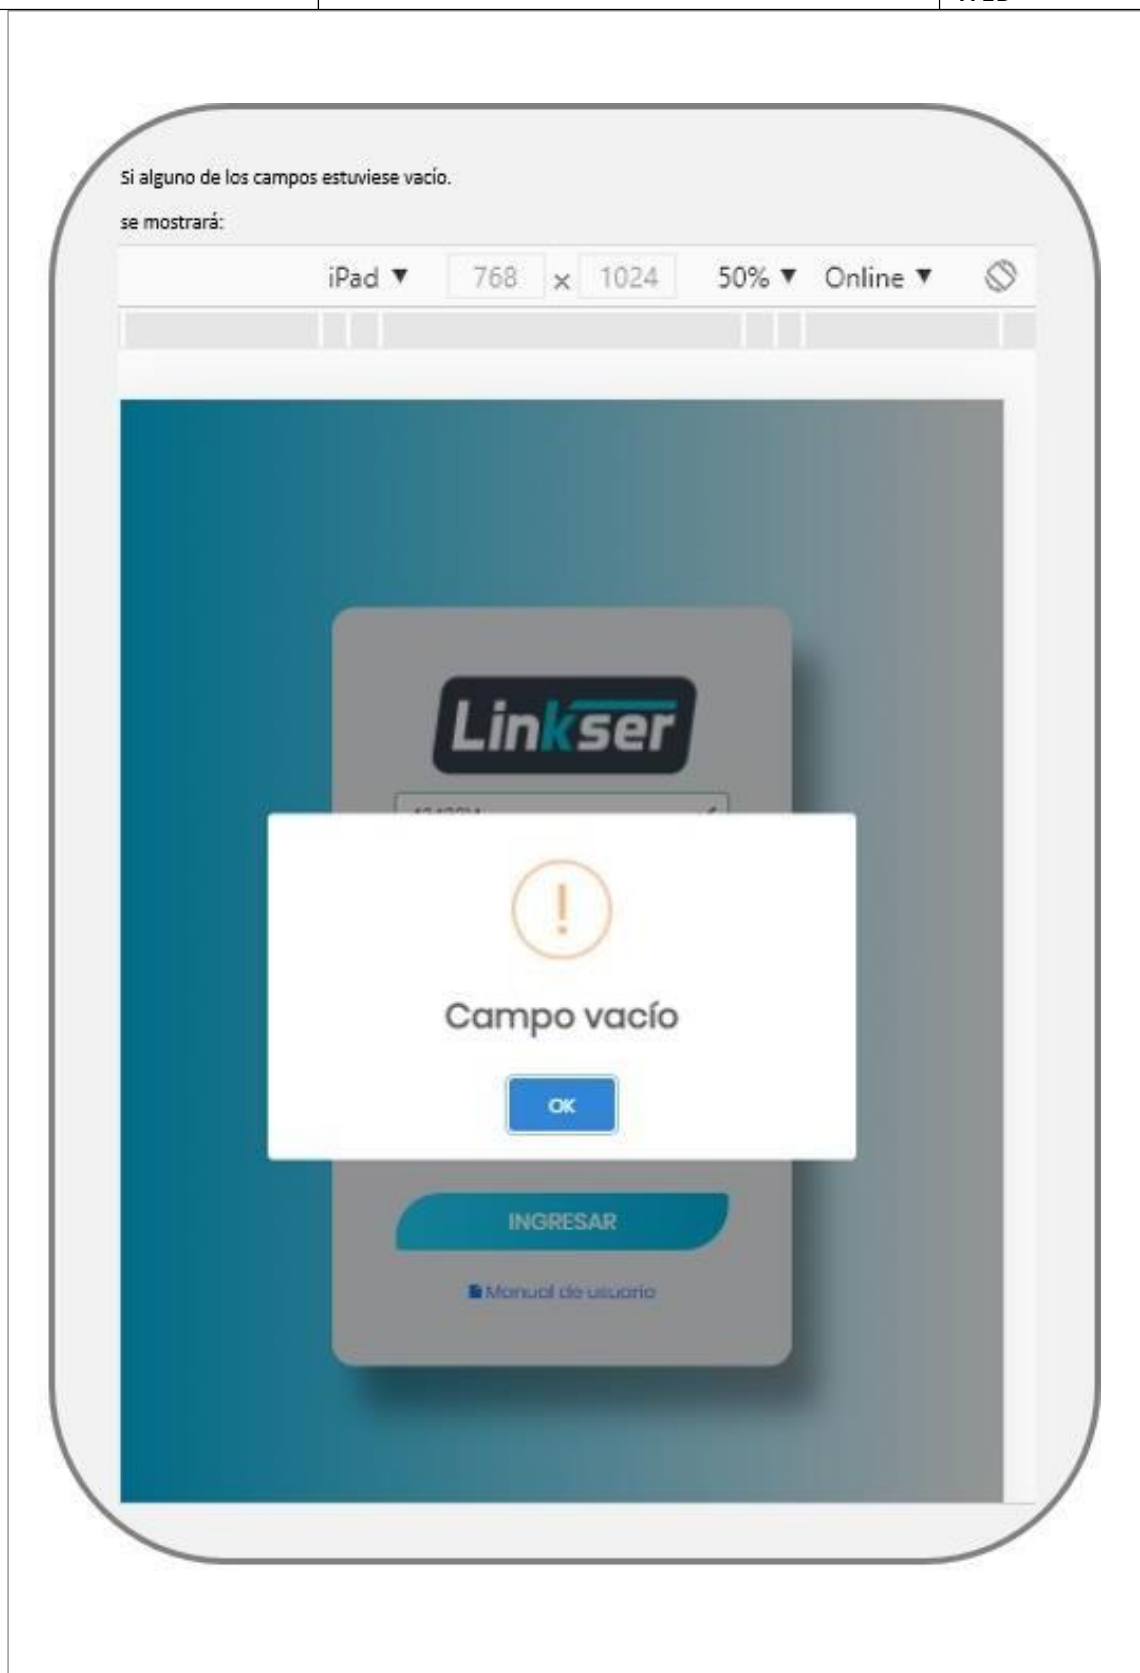 Si alguno de los campos estuviese vacío.
se mostrará:
iPad ▼ 768 x 1024 50% ▼ Online ▼
Linkser
!
Campo vacío
OK
INGRESAR
Manual de usuario